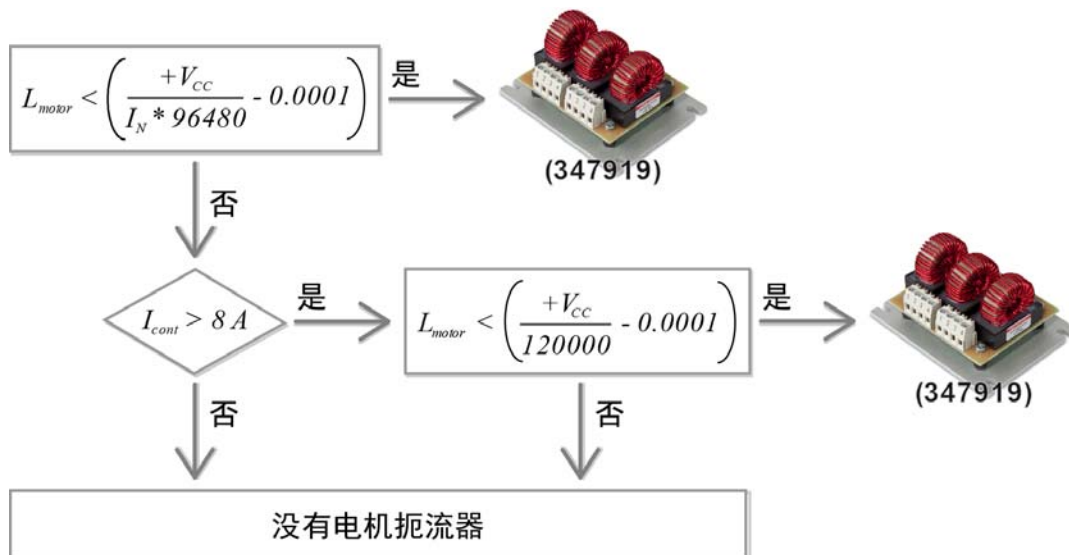 L_motor < ( +V_CC / I_N * 96480 - 0.0001 )
是
(347919)
否
I_cont > 8 A
是
L_motor < ( +V_CC / 120000 - 0.0001 )
是
(347919)
否
否
没有电机扼流器